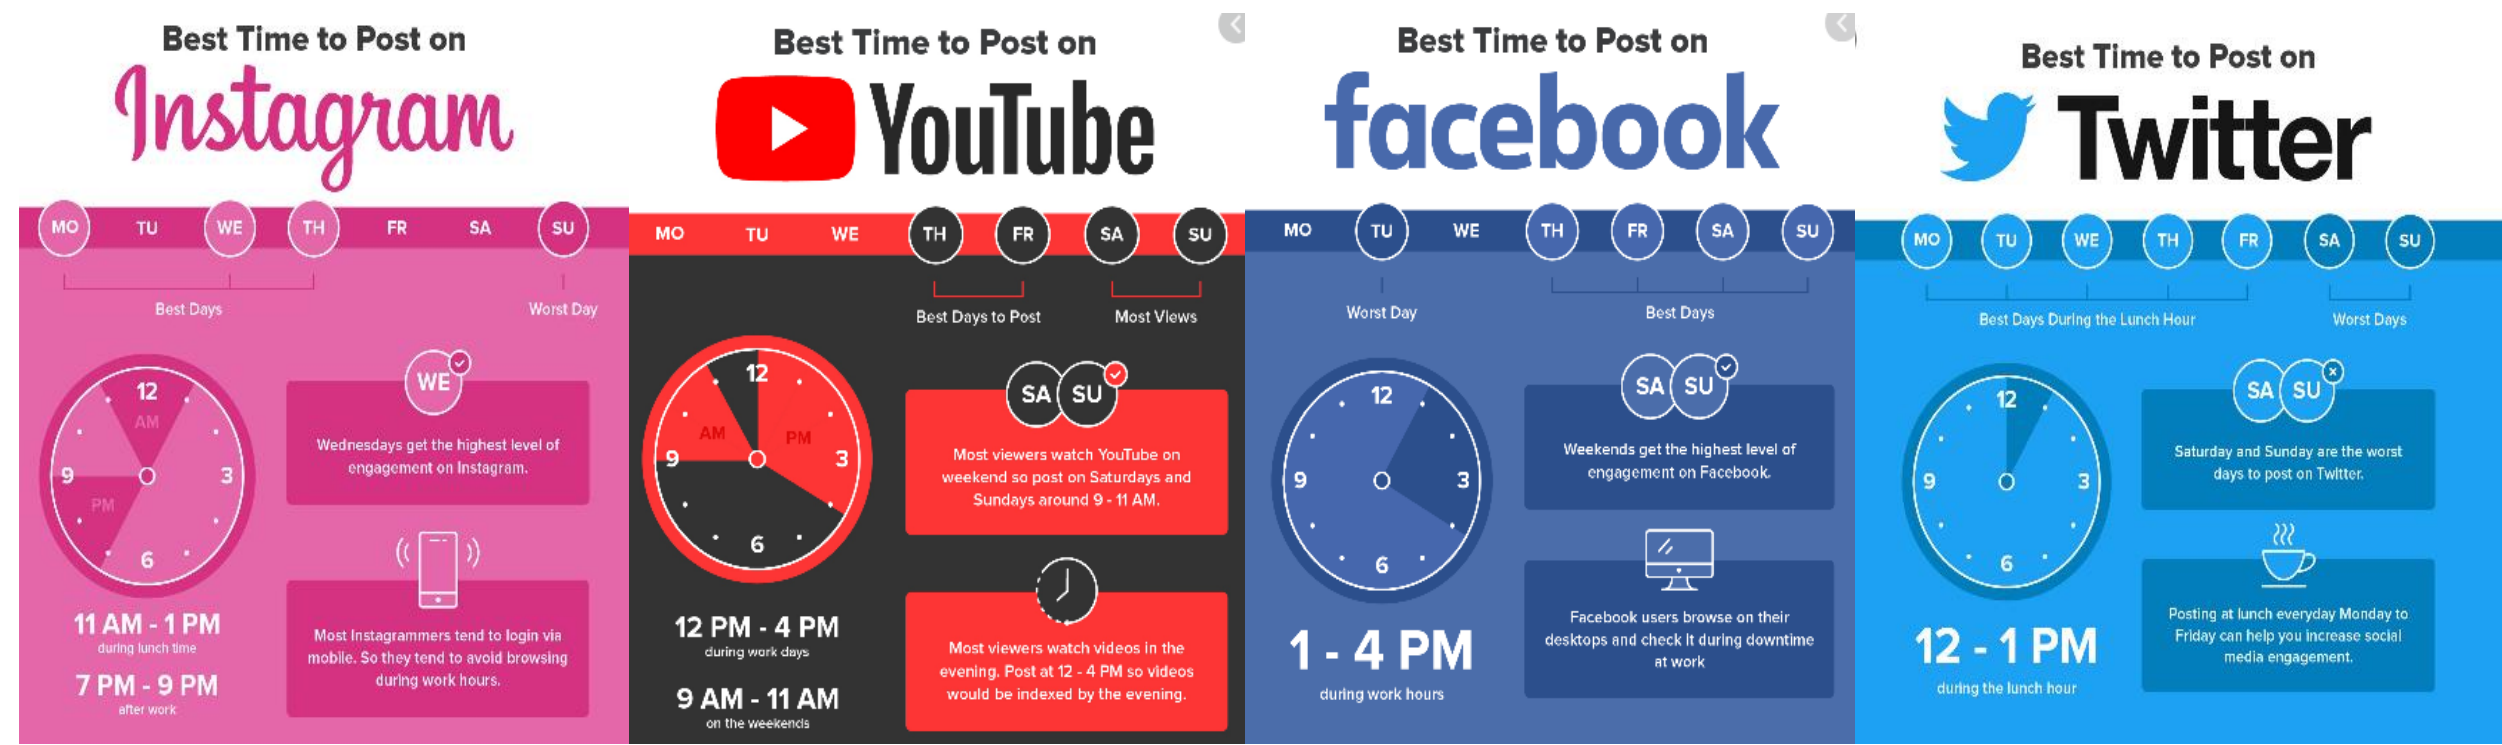 Best Time to Post on
Instagram
MO TU WE TH FR SA SU
Best Days
Worst Day
12
AM
9
3
PM
6
11 AM - 1 PM
during lunch time
7 PM - 9 PM
after work
WE
Wednesdays get the highest level of
engagement on Instagram.
Most Instagrammers tend to login via
mobile. So they tend to avoid browsing
during work hours.
Best Time to Post on
YouTube
MO TU WE TH FR SA SU
Best Days to Post
Most Views
12
AM
PM
9
3
6
12 PM - 4 PM
during work days
9 AM - 11 AM
on the weekends
SA SU
Most viewers watch YouTube on
weekend so post on Saturdays and
Sundays around 9 - 11 AM.
Most viewers watch videos in the
evening. Post at 12 - 4 PM so videos
would be indexed by the evening.
Best Time to Post on
facebook
MO TU WE TH FR SA SU
Worst Day
Best Days
12
9
3
6
1 - 4 PM
during work hours
SA SU
Weekends get the highest level of
engagement on Facebook.
Facebook users browse on their
desktops and check it during downtime
at work
Best Time to Post on
Twitter
MO TU WE TH FR SA SU
Best Days During the Lunch Hour
Worst Days
12
9
3
6
12 - 1 PM
during the lunch hour
SA SU
Saturday and Sunday are the worst
days to post on Twitter.
Posting at lunch everyday Monday to
Friday can help you increase social
media engagement.